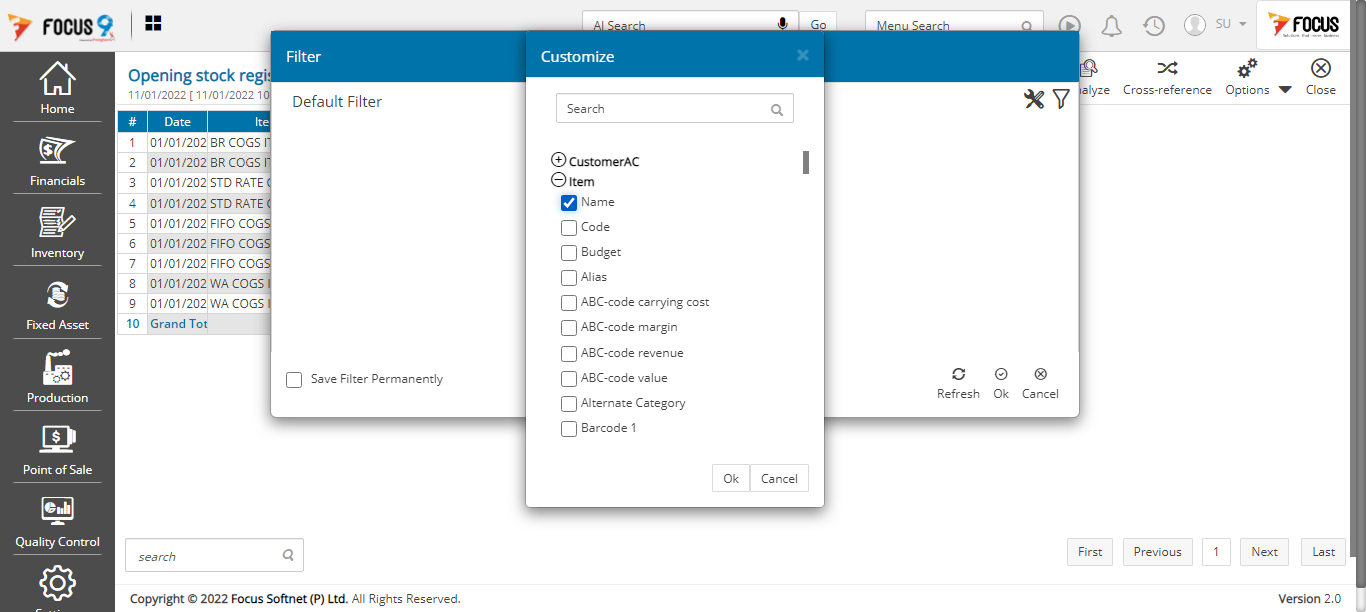 FOCUS 9
AI Search
Go
Menu Search
SU
FOCUS
Home
Financials
Inventory
Fixed Asset
Production
Point of Sale
Quality Control
Opening stock regis
11/01/2022 [ 11/01/2022 10
alyze
Cross-reference
Options
Close
# Date Ite
1 01/01/202 BR COGS IT
2 01/01/202 BR COGS IT
3 01/01/202 STD RATE C
4 01/01/202 STD RATE C
5 01/01/202 FIFO COGS
6 01/01/202 FIFO COGS
7 01/01/202 FIFO COGS
8 01/01/202 WA COGS I
9 01/01/202 WA COGS I
10 Grand Tot
Filter
Default Filter
Save Filter Permanently
Refresh
Ok
Cancel
Customize
Search
CustomerAC
Item
Name
Code
Budget
Alias
ABC-code carrying cost
ABC-code margin
ABC-code revenue
ABC-code value
Alternate Category
Barcode 1
Ok
Cancel
search
First
Previous
1
Next
Last
Copyright © 2022 Focus Softnet (P) Ltd. All Rights Reserved.
Version 2.0